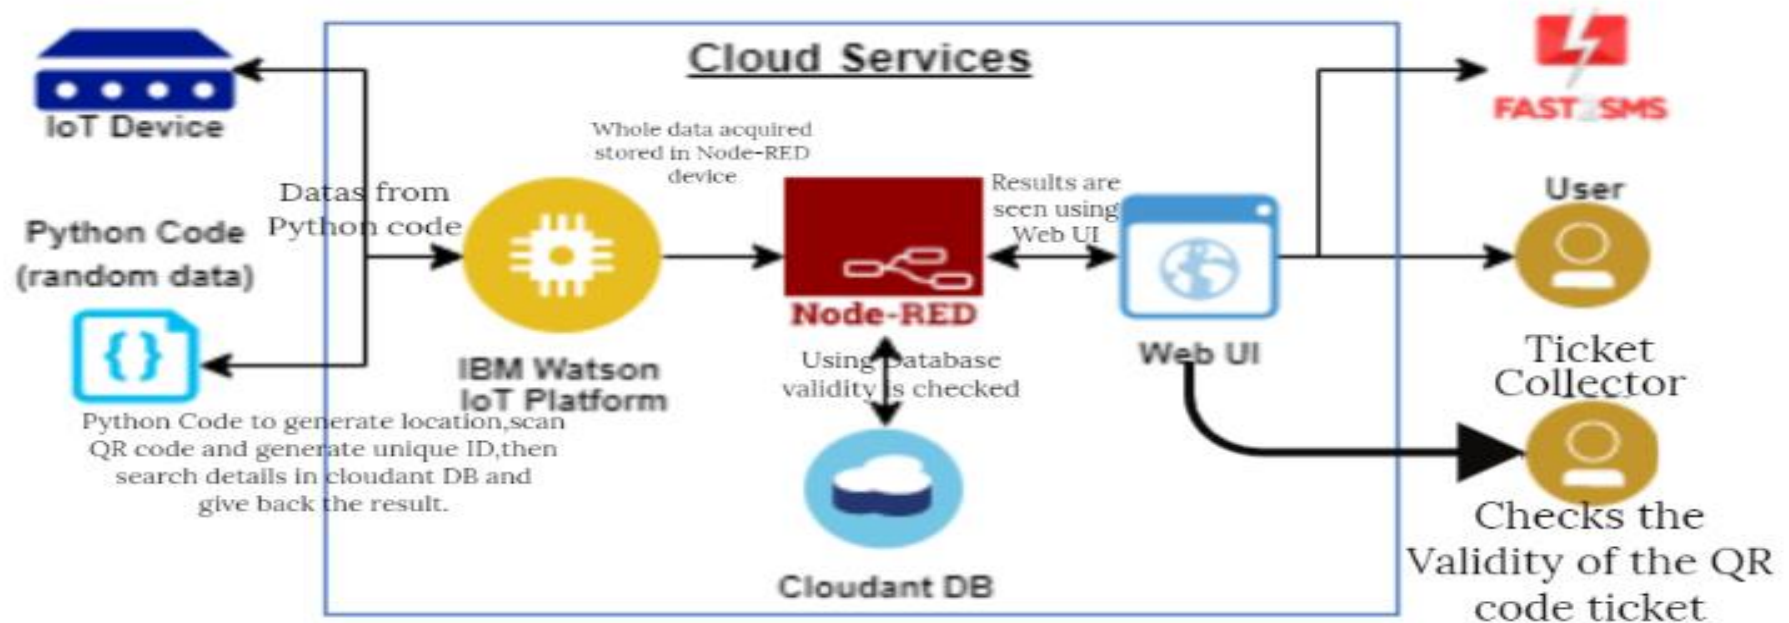 Cloud Services
IoT Device
Datas from
Python code
Python Code
(random data)
Python Code to generate location,scan
QR code and generate unique ID,then
search details in cloudant DB and
give back the result.
IBM Watson
IoT Platform
Whole data acquired
stored in Node-RED
device
Node-RED
Using Database
validity is checked
Cloudant DB
Results are
seen using
Web UI
Web UI
FAST2SMS
User
Ticket
Collector
Checks the
Validity of the QR
code ticket